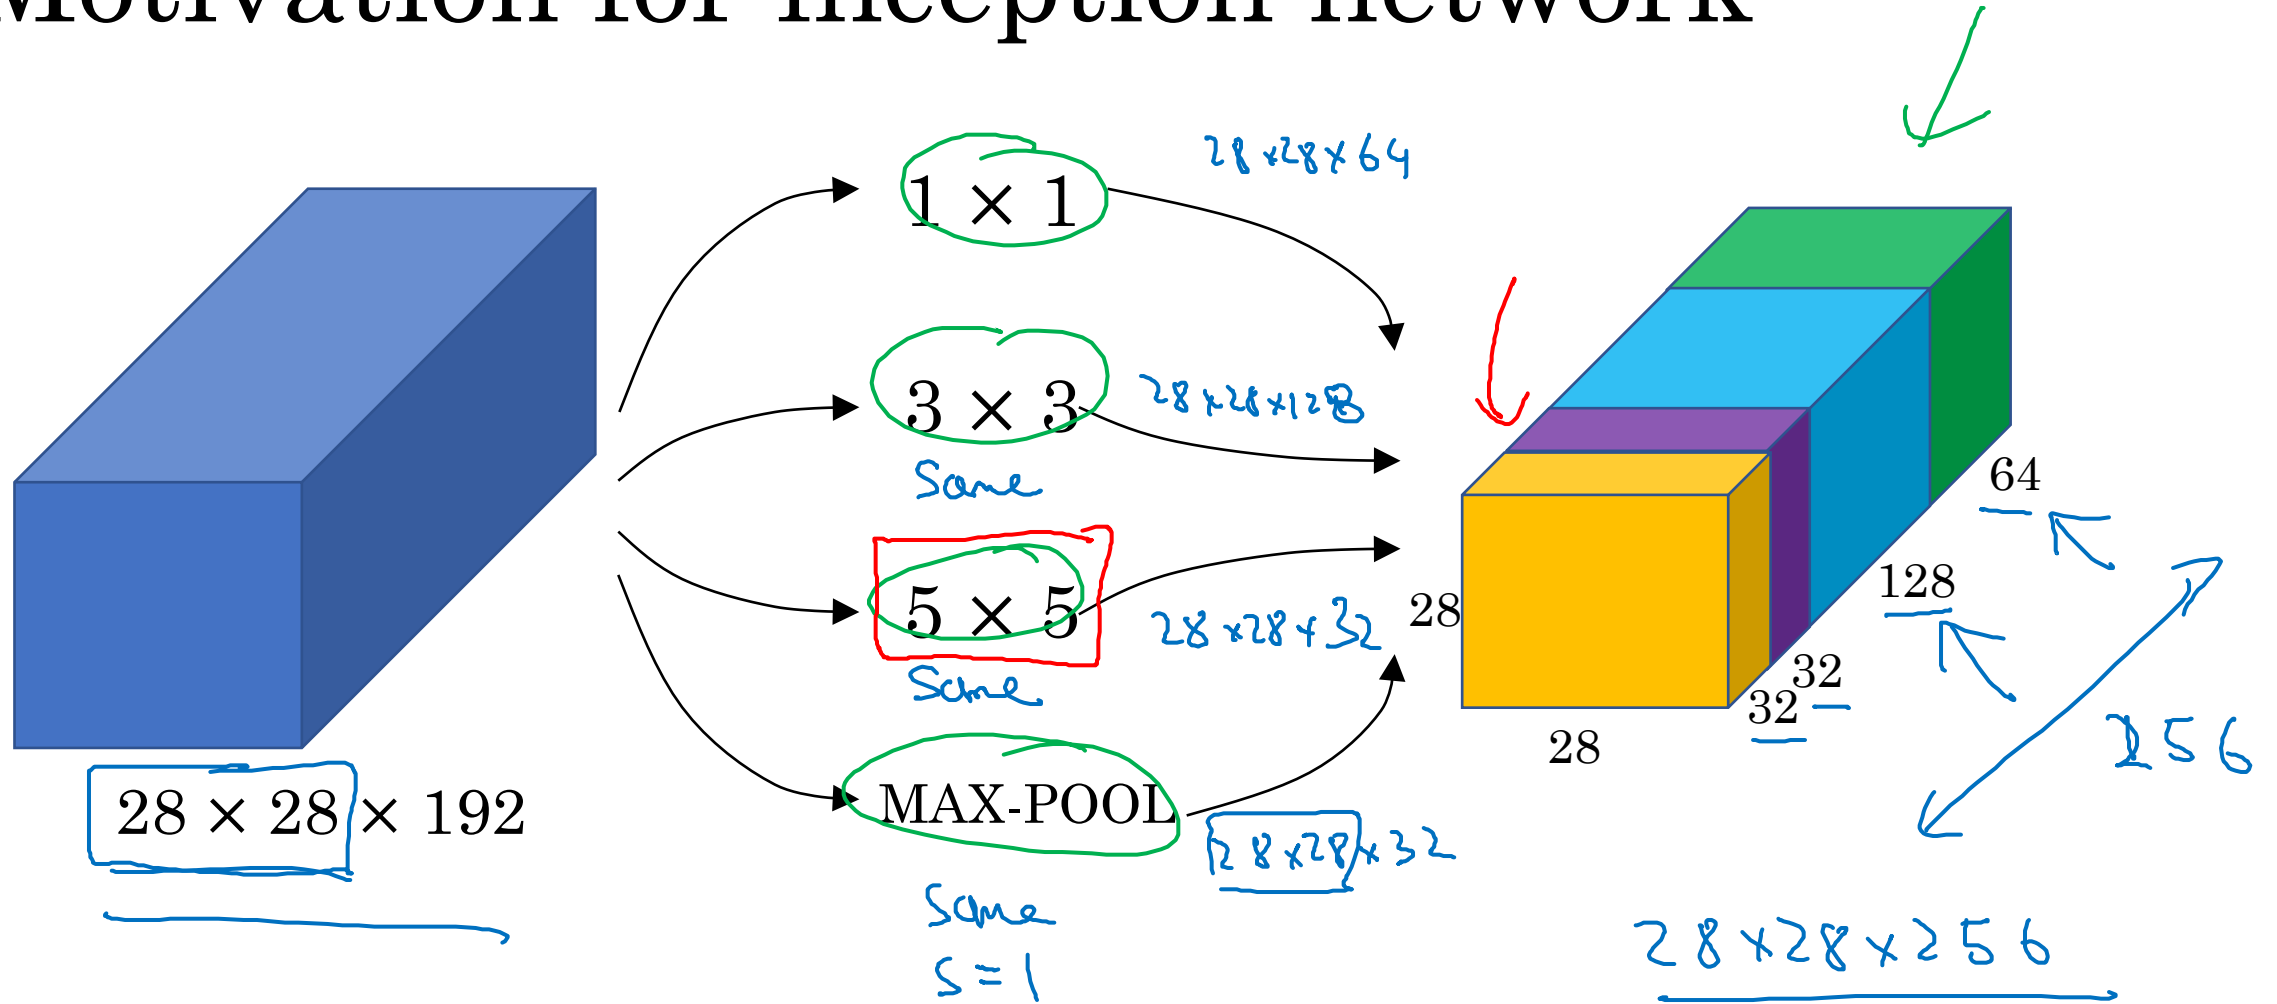 Motivation for inception network
1 × 1
28×28×64
3 × 3
Same
28×28×128
5 × 5
Same
28×28×32
MAX-POOL
Same
s = 1
28×28×32
28 × 28 × 192
28
28
32
32
128
64
256
28×28×256